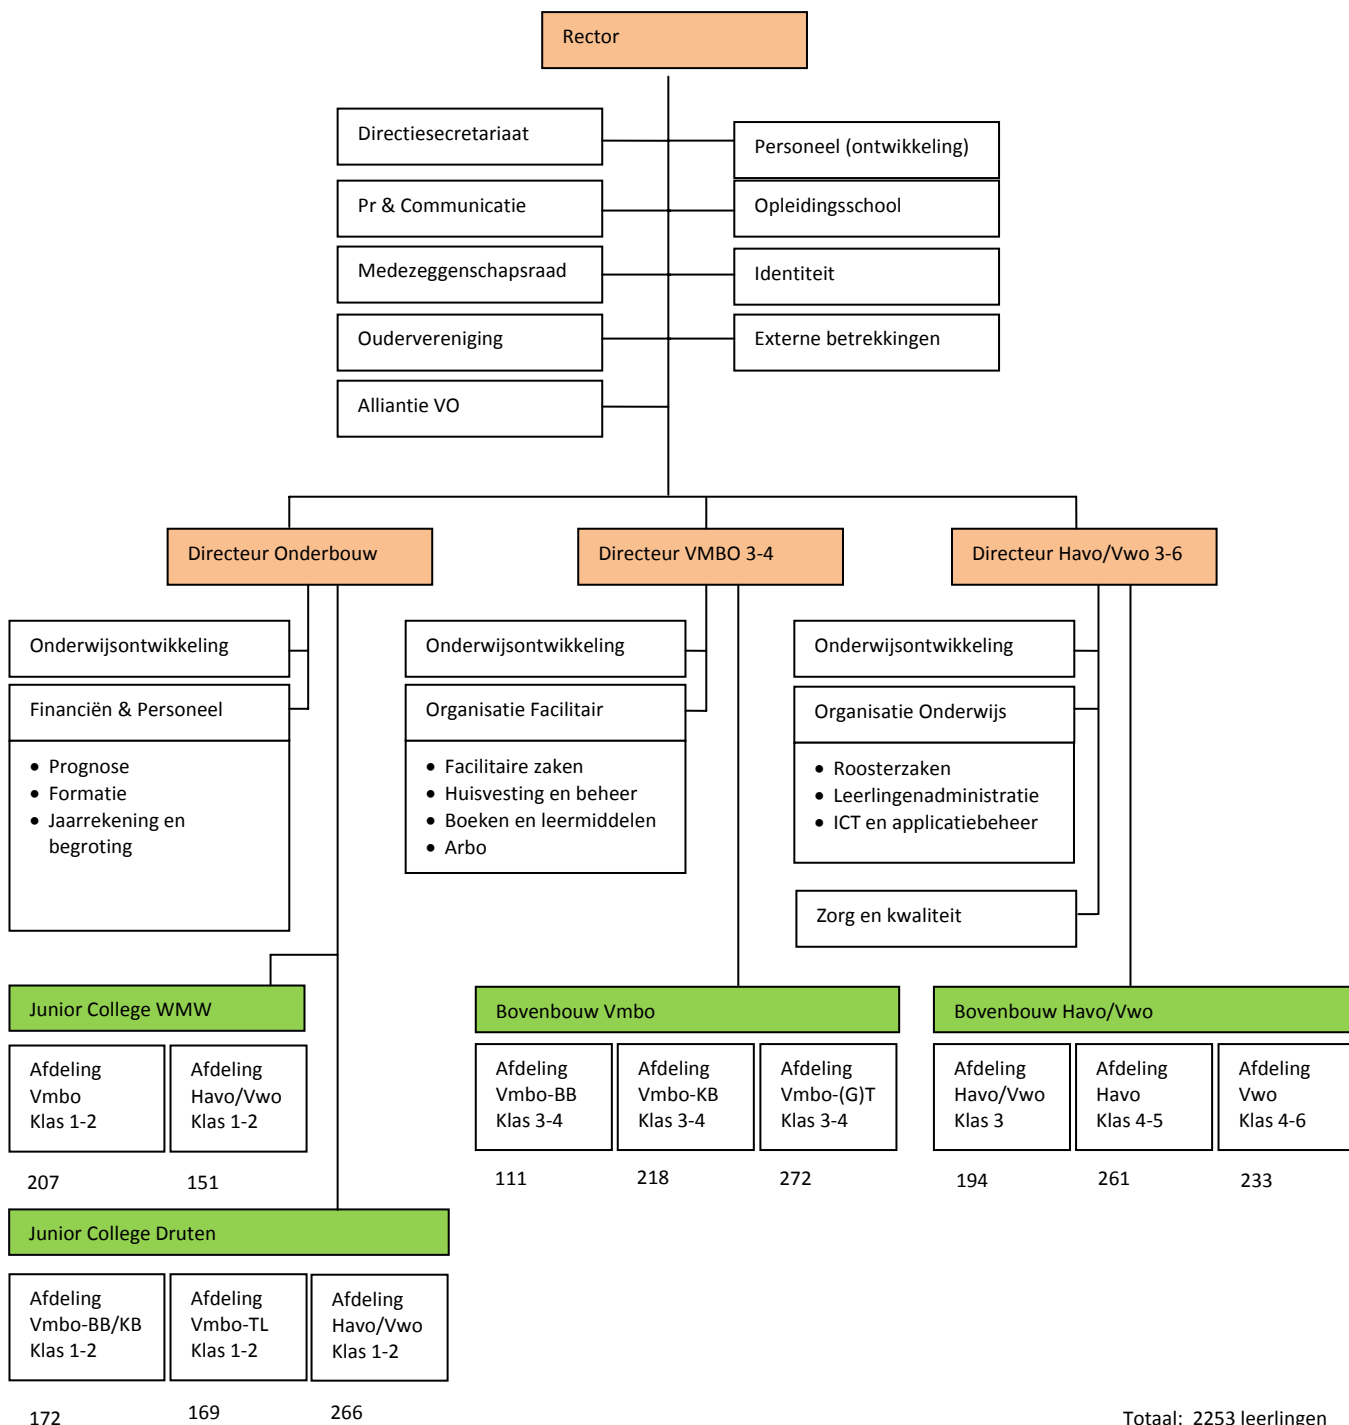 Rector
Directiesecretariaat
Personeel (ontwikkeling)
Pr & Communicatie
Opleidingsschool
Medezeggenschapsraad
Identiteit
Oudervereniging
Externe betrekkingen
Alliantie VO
Directeur Onderbouw
Directeur VMBO 3-4
Directeur Havo/Vwo 3-6
Onderwijsontwikkeling
Financiën & Personeel
• Prognose
• Formatie
• Jaarrekening en
begroting
Onderwijsontwikkeling
Organisatie Facilitair
• Facilitaire zaken
• Huisvesting en beheer
• Boeken en leermiddelen
• Arbo
Onderwijsontwikkeling
Organisatie Onderwijs
• Roosterzaken
• Leerlingenadministratie
• ICT en applicatiebeheer
Zorg en kwaliteit
Junior College WMW
Afdeling
Vmbo
Klas 1-2
207
Afdeling
Havo/Vwo
Klas 1-2
151
Bovenbouw Vmbo
Afdeling
Vmbo-BB
Klas 3-4
111
Afdeling
Vmbo-KB
Klas 3-4
218
Afdeling
Vmbo-(G)T
Klas 3-4
272
Bovenbouw Havo/Vwo
Afdeling
Havo/Vwo
Klas 3
194
Afdeling
Havo
Klas 4-5
261
Afdeling
Vwo
Klas 4-6
233
Junior College Druten
Afdeling
Vmbo-BB/KB
Klas 1-2
172
Afdeling
Vmbo-TL
Klas 1-2
169
Afdeling
Havo/Vwo
Klas 1-2
266
Totaal: 2253 leerlingen